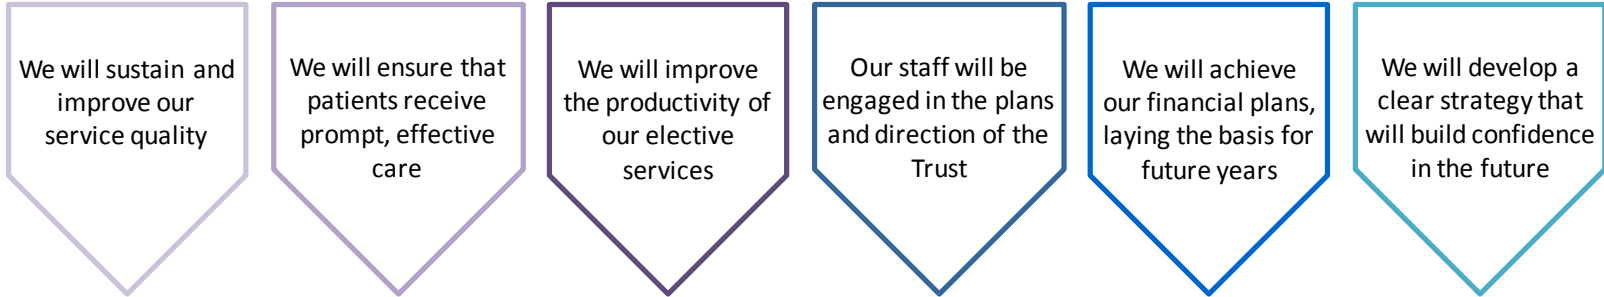 We will sustain and
improve our
service quality
We will ensure that
patients receive
prompt, effective
care
We will improve
the productivity of
our elective
services
Our staff will be
engaged in the plans
and direction of the
Trust
We will achieve
our financial plans,
laying the basis for
future years
We will develop a
clear strategy that
will build confidence
in the future